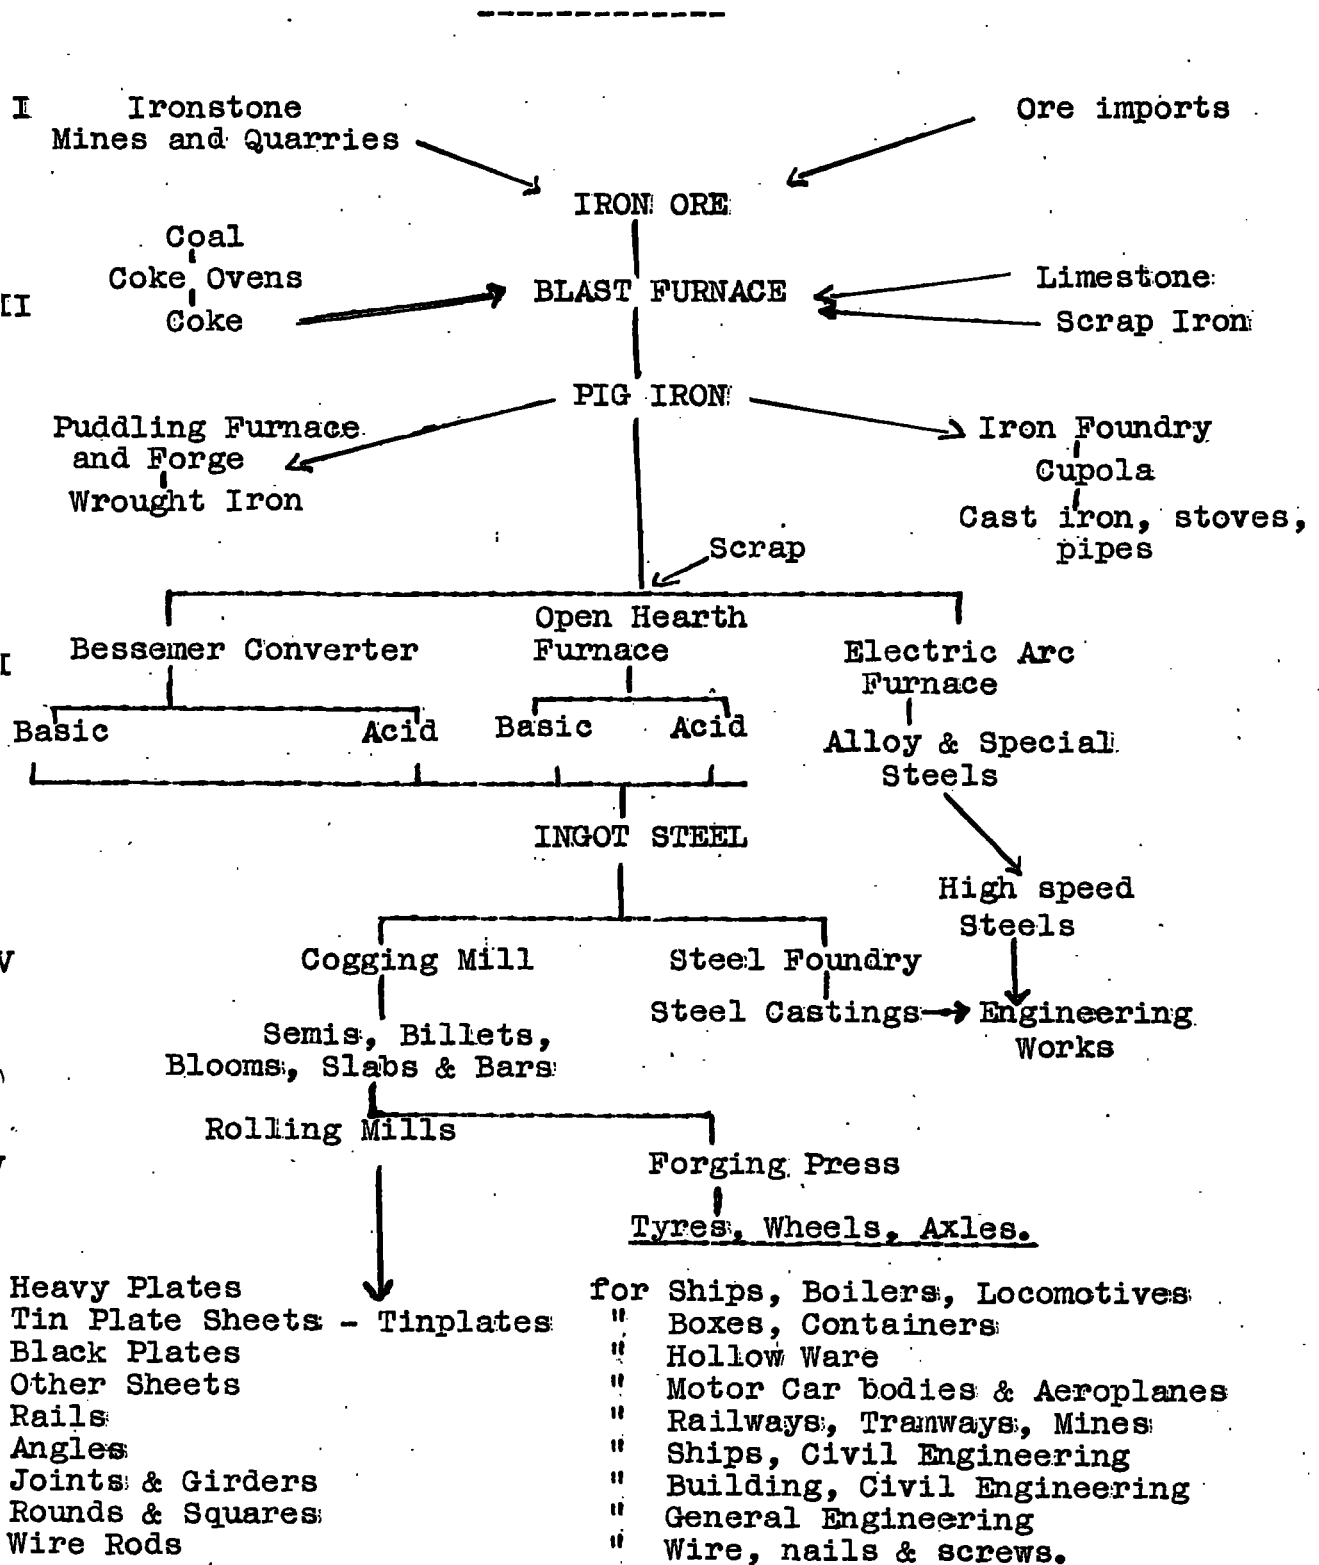 I Ironstone Ore imports
Mines and Quarries
IRON ORE
Coal
Coke Ovens Limestone
II BLAST FURNACE
Coke Scrap Iron
PIG IRON
Puddling Furnace Iron Foundry
and Forge
Cupola
Wrought Iron
Cast iron, stoves,
pipes
Scrap
Open Hearth
I Bessemer Converter Furnace Electric Arc
Furnace
Basic Acid Basic Acid
Alloy & Special
Steels
INGOT STEEL
High speed
Steels
V Cogging Mill Steel Foundry
Steel Castings Engineering
Works
Semis, Billets,
Blooms, Slabs & Bars
Rolling Mills
V Forging Press
Tyres, Wheels, Axles.
Heavy Plates for Ships, Boilers, Locomotives
Tin Plate Sheets - Tinplates " Boxes, Containers
Black Plates " Hollow Ware
Other Sheets " Motor Car bodies & Aeroplanes
Rails " Railways, Tramways, Mines
Angles " Ships, Civil Engineering
Joints & Girders " Building, Civil Engineering
Rounds & Squares " General Engineering
Wire Rods " Wire, nails & screws.